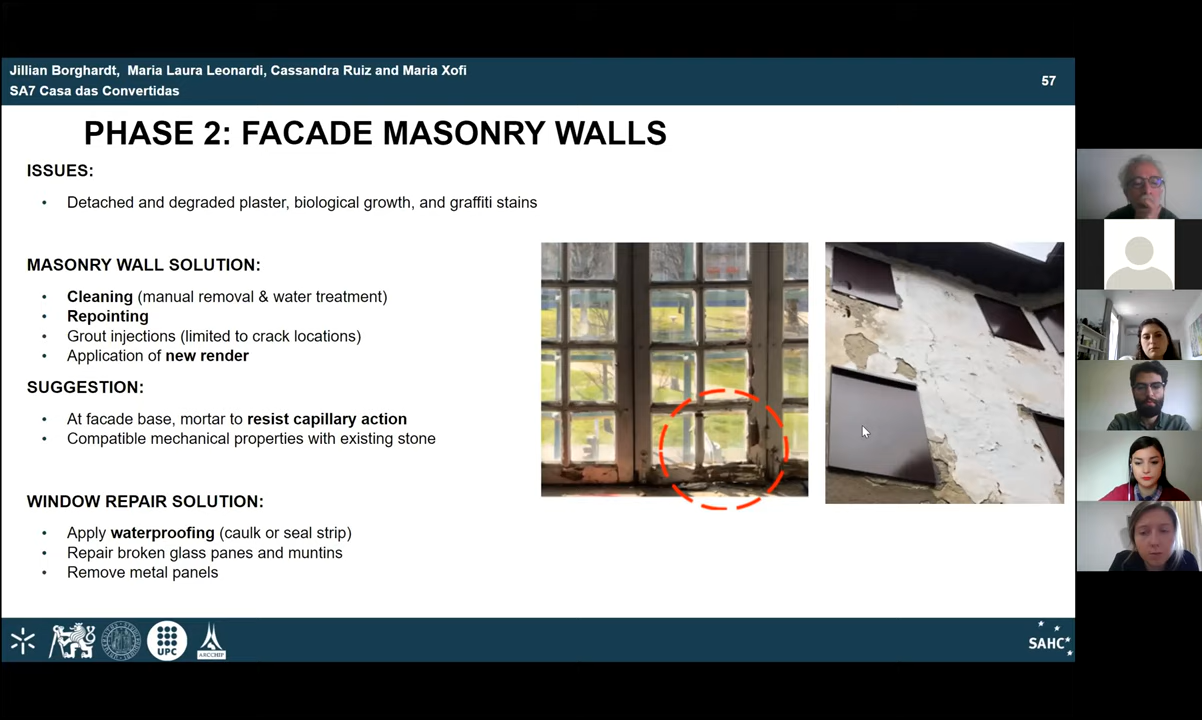 Jillian Borghardt, Maria Laura Leonardi, Cassandra Ruiz and Maria Xofi
SA7 Casa das Convertidas
57
PHASE 2: FACADE MASONRY WALLS
ISSUES:
• Detached and degraded plaster, biological growth, and graffiti stains
MASONRY WALL SOLUTION:
• Cleaning (manual removal & water treatment)
• Repointing
• Grout injections (limited to crack locations)
• Application of new render
SUGGESTION:
• At facade base, mortar to resist capillary action
• Compatible mechanical properties with existing stone
WINDOW REPAIR SOLUTION:
• Apply waterproofing (caulk or seal strip)
• Repair broken glass panes and muntins
• Remove metal panels
UPC
ARCCHIP
SAHC